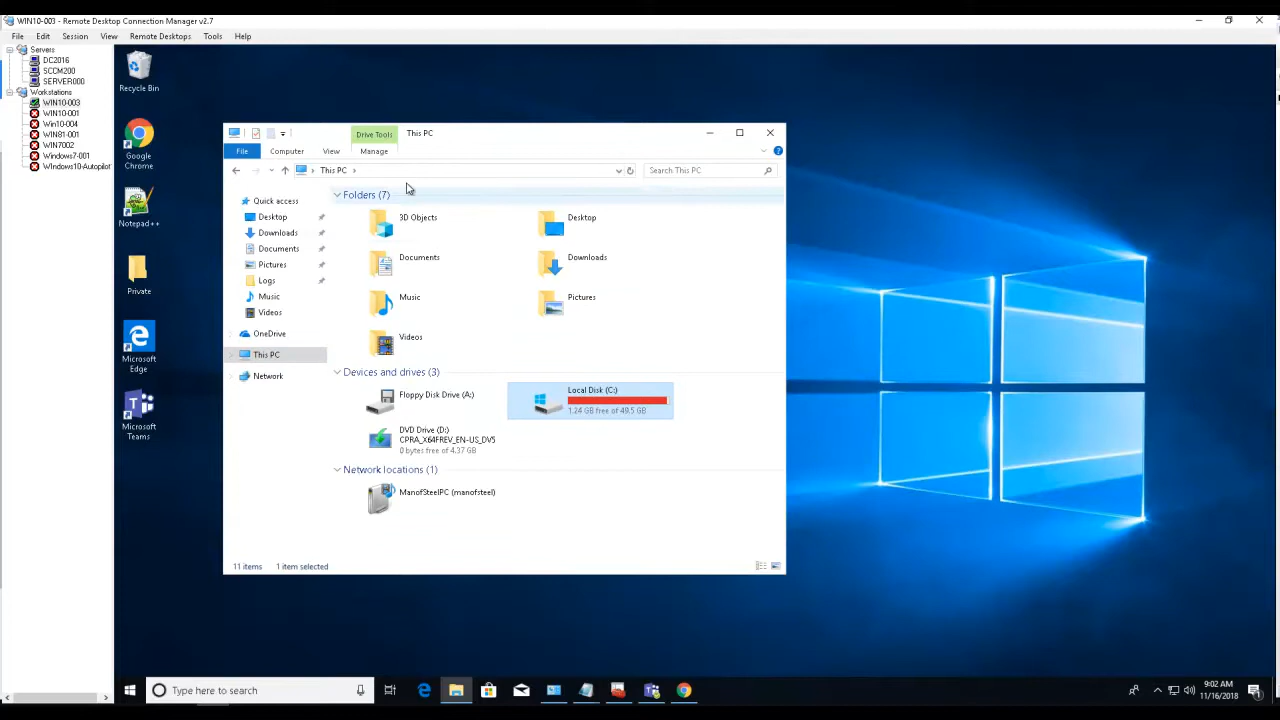 WIN10-003 - Remote Desktop Connection Manager v2.7
File Edit Session View Remote Desktops Tools Help
Servers
DC2016
SCCM200
SERVER000
Workstations
WIN10-003
WIN10-001
Win10-004
WIN81-001
WIN7002
Windows7-001
Windows10-Autopilot
Recycle Bin
Google
Chrome
Notepad++
Private
Microsoft
Edge
Microsoft
Teams
Drive Tools
This PC
File Computer View Manage
This PC
Search This PC
Quick access
Desktop
Downloads
Documents
Pictures
Logs
Music
Videos
OneDrive
This PC
Network
Folders (7)
3D Objects
Desktop
Documents
Downloads
Music
Pictures
Videos
Devices and drives (3)
Floppy Disk Drive (A:)
Local Disk (C:)
1.24 GB free of 49.5 GB
DVD Drive (D:)
CPRA_X64FREV_EN-US_DV5
0 bytes free of 4.37 GB
Network locations (1)
ManofSteelPC (manofsteel)
11 items 1 item selected
Type here to search
9:02 AM
11/16/2018